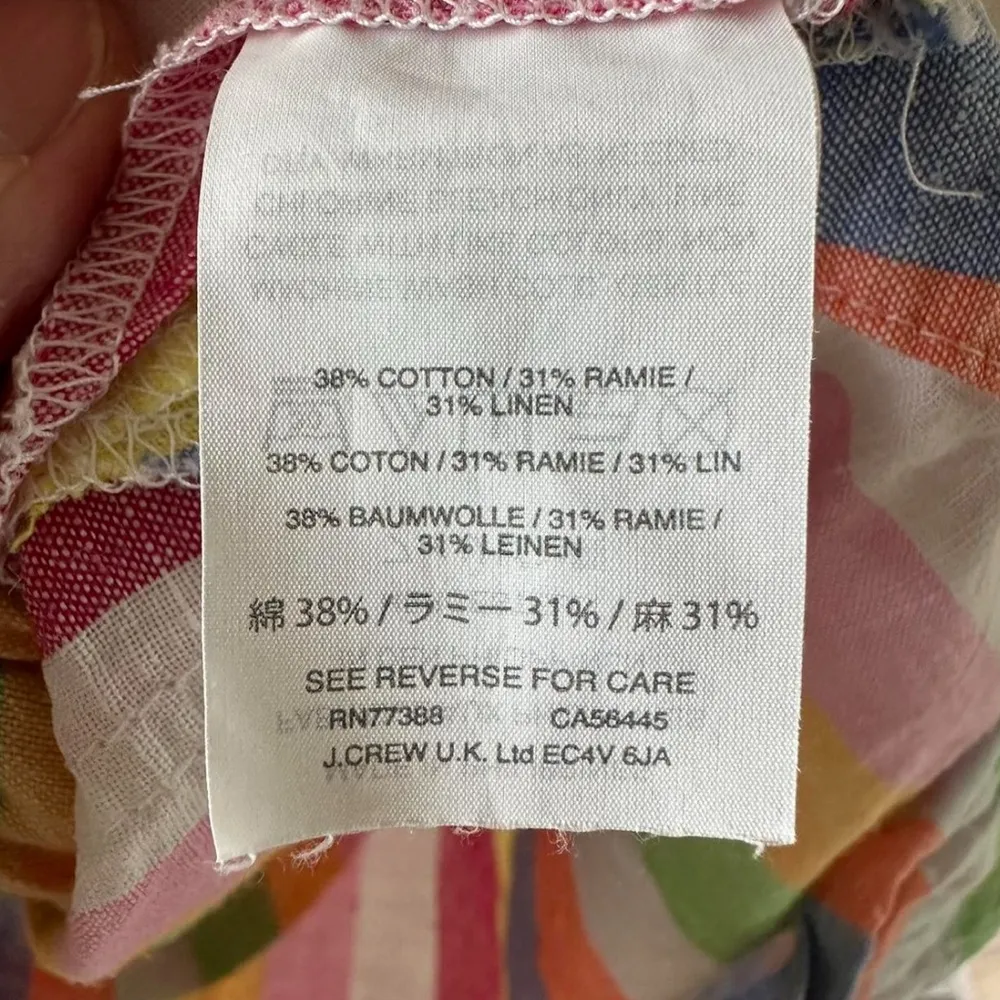 38% COTTON / 31% RAMIE /
31% LINEN
38% COTON / 31% RAMIE / 31% LIN
38% BAUMWOLLE / 31% RAMIE /
31% LEINEN
綿 38% / ラミー 31% / 麻 31%
SEE REVERSE FOR CARE
RN77388 CA56445
J.CREW U.K. Ltd EC4V 6JA